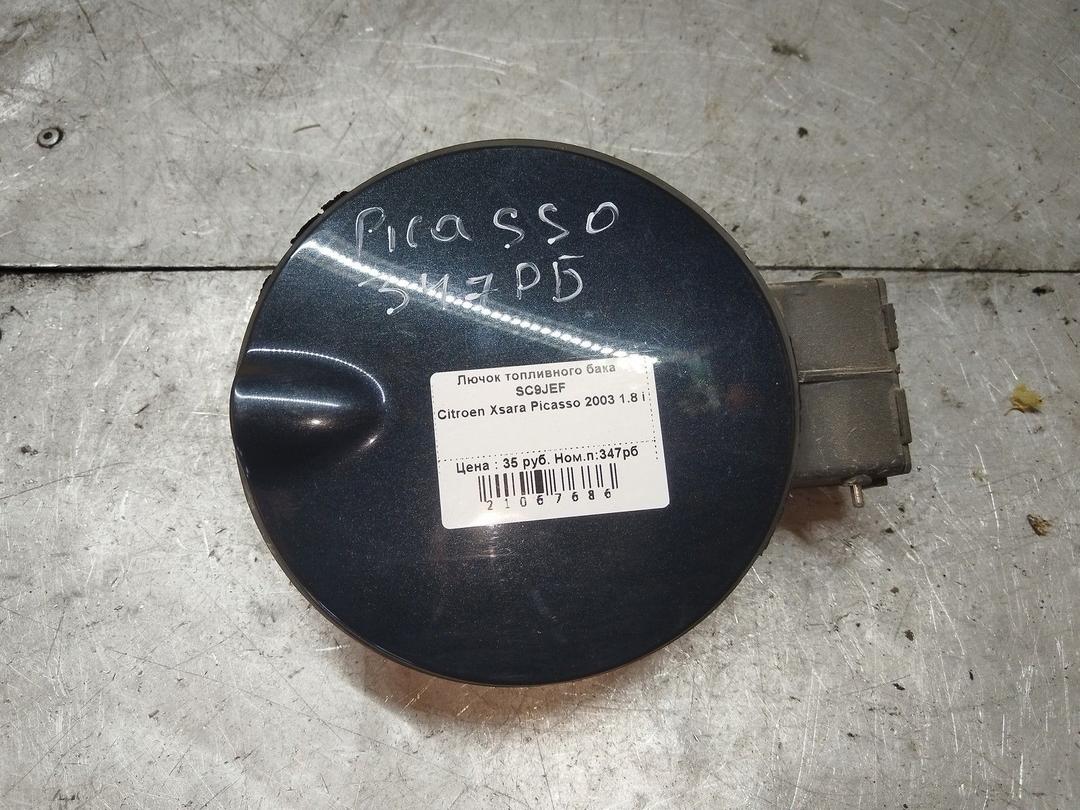 Picasso
347РБ
Лючок топливного бака
SC9JEF
Citroen Xsara Picasso 2003 1.8 i
Цена : 35 руб. Ном.п:347рб
21067686